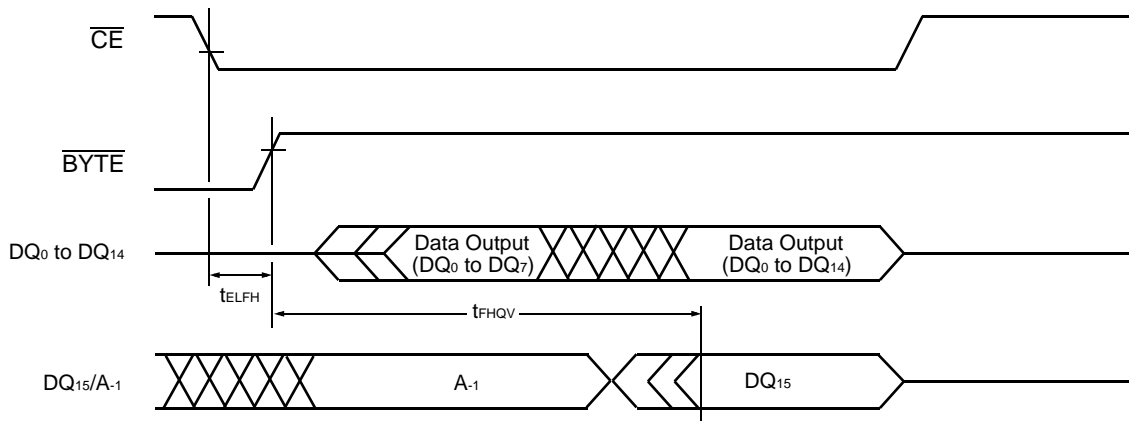 CE
BYTE
DQ0 to DQ14
Data Output
(DQ0 to DQ7)
Data Output
(DQ0 to DQ14)
tELFH
tFHQV
DQ15/A-1
A-1
DQ15